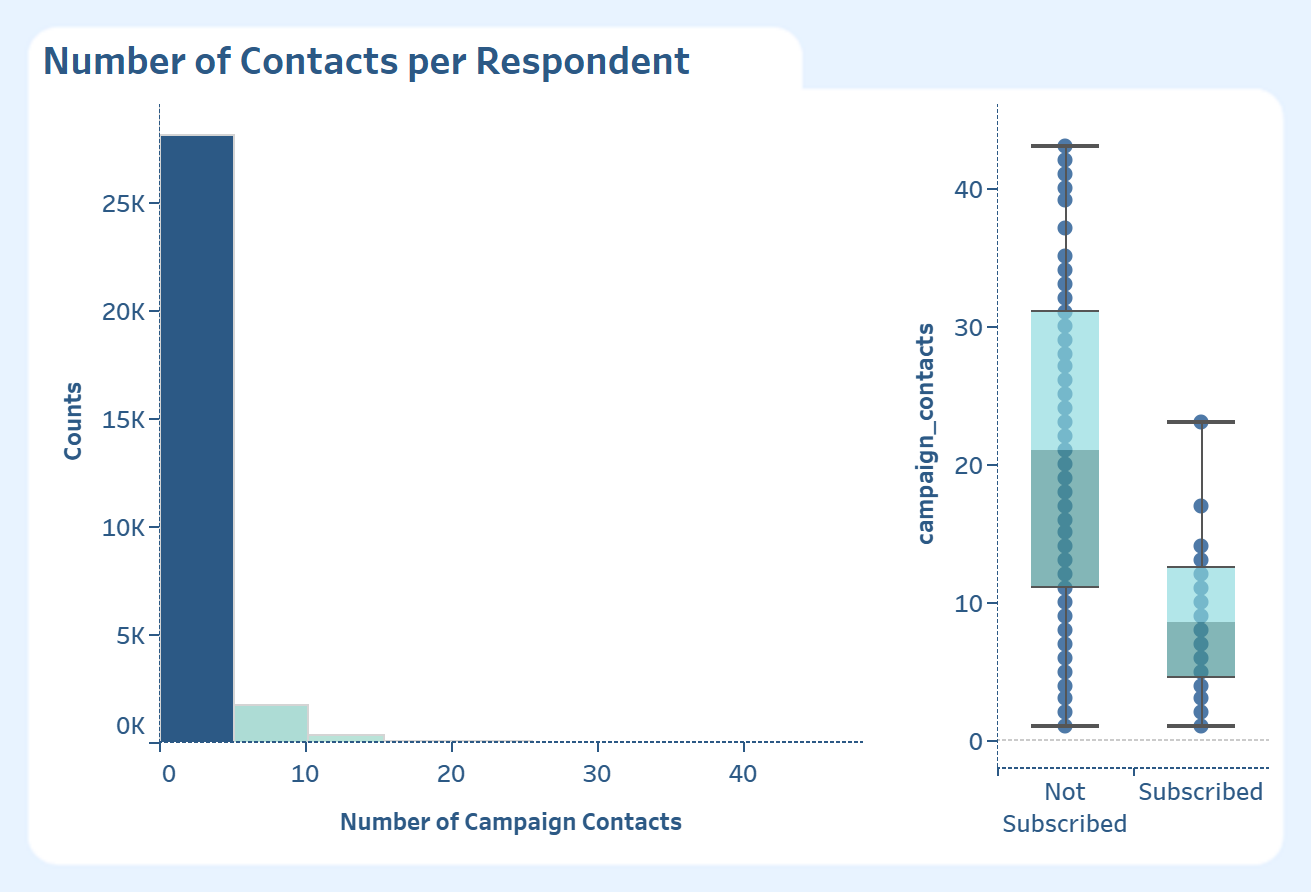 Number of Contacts per Respondent
25K
20K
15K
10K
5K
0K
Counts
0 10 20 30 40
Number of Campaign Contacts
40
30
20
10
0
campaign_contacts
Not Subscribed
Subscribed